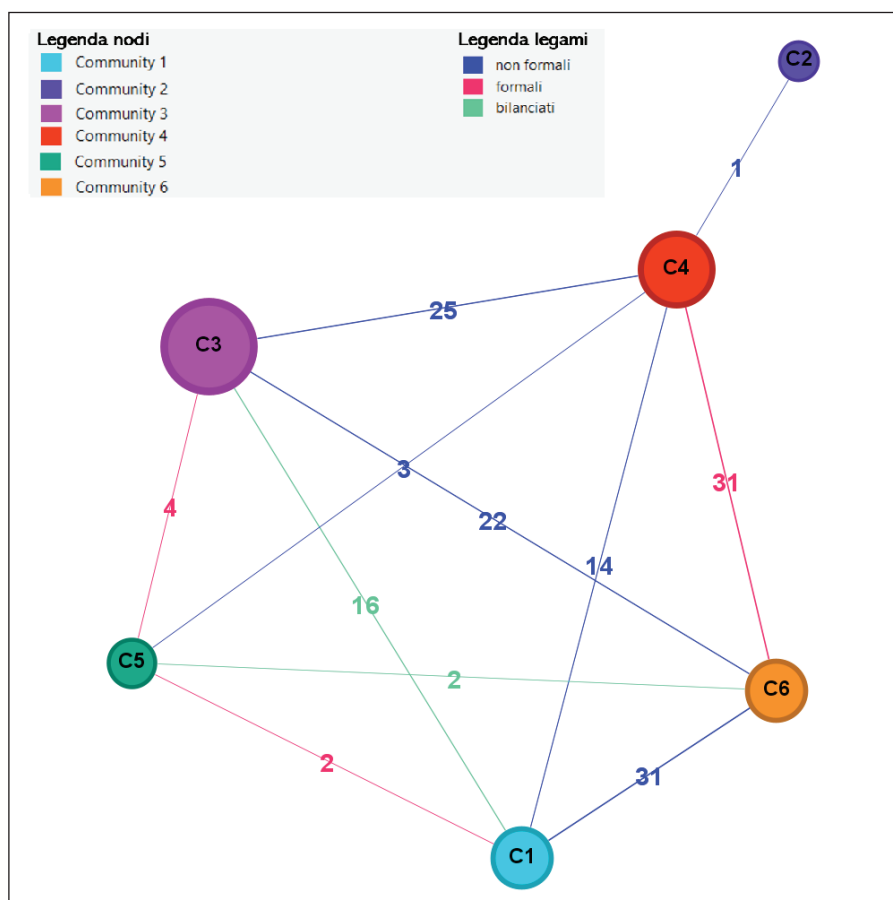 Legenda nodi
Community 1
Community 2
Community 3
Community 4
Community 5
Community 6
Legenda legami
non formali
formali
bilanciati
C2
1
C4
25
C3
3
31
4
22
14
16
C5
2
C6
2
31
C1